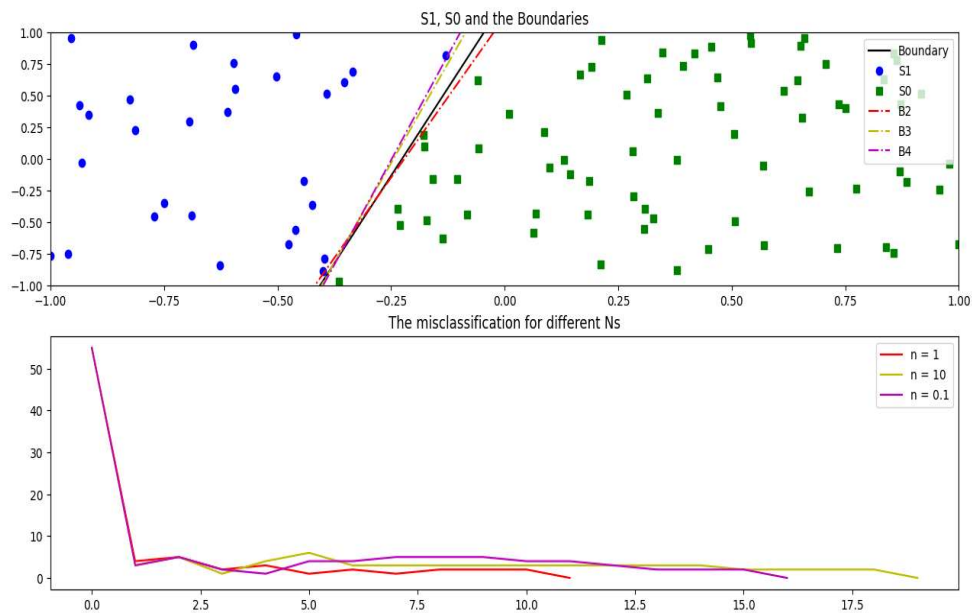 S1, S0 and the Boundaries
1.00
0.75
0.50
0.25
0.00
−0.25
−0.50
−0.75
−1.00
Boundary
S1
S0
B2
B3
B4
−1.00 −0.75 −0.50 −0.25 0.00 0.25 0.50 0.75 1.00
The misclassification for different Ns
50
40
30
20
10
0
n = 1
n = 10
n = 0.1
0.0 2.5 5.0 7.5 10.0 12.5 15.0 17.5